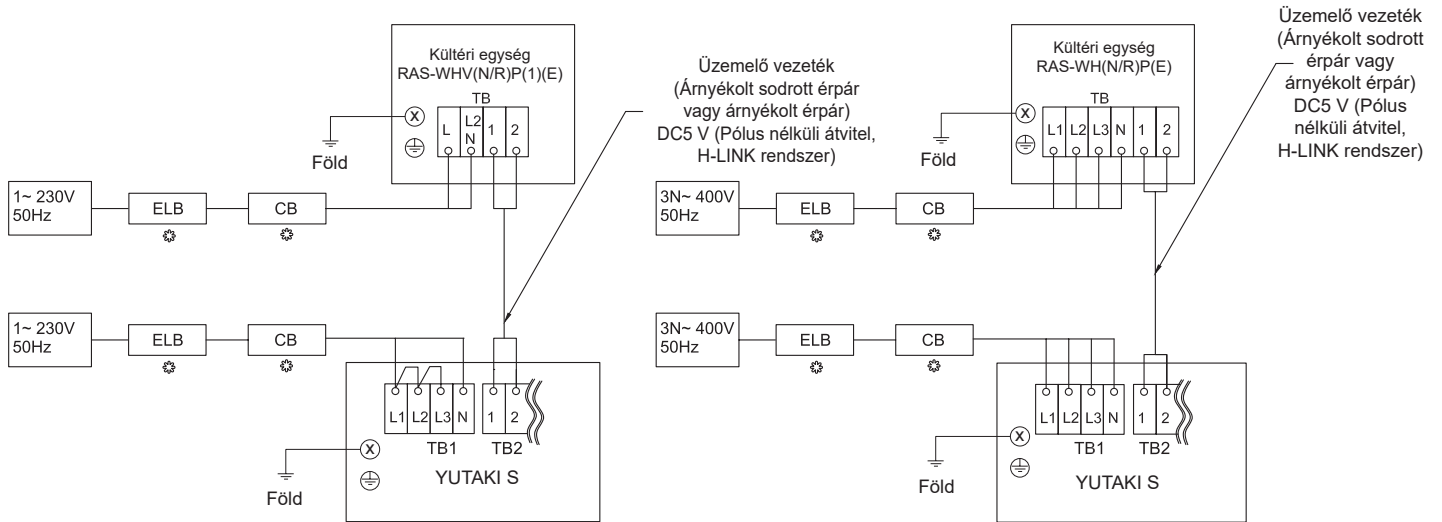 Kültéri egység
RAS-WHV(N/R)P(1)(E)
TB
L
L2
N
1
2
X
Föld
Üzemelő vezeték
(Árnyékolt sodrott érpár
vagy árnyékolt érpár)
DC5 V (Pólus nélküli átvitel,
H-LINK rendszer)
1~ 230V
50Hz
ELB
CB
1~ 230V
50Hz
ELB
CB
L1 L2 L3 N 1 2
TB1 TB2
X
Föld
YUTAKI S
Kültéri egység
RAS-WH(N/R)P(E)
TB
L1 L2 L3 N 1 2
X
Föld
Üzemelő vezeték
(Árnyékolt sodrott
érpár vagy
árnyékolt érpár)
DC5 V (Pólus
nélküli átvitel,
H-LINK rendszer)
3N~ 400V
50Hz
ELB
CB
3N~ 400V
50Hz
ELB
CB
L1 L2 L3 N 1 2
TB1 TB2
X
Föld
YUTAKI S